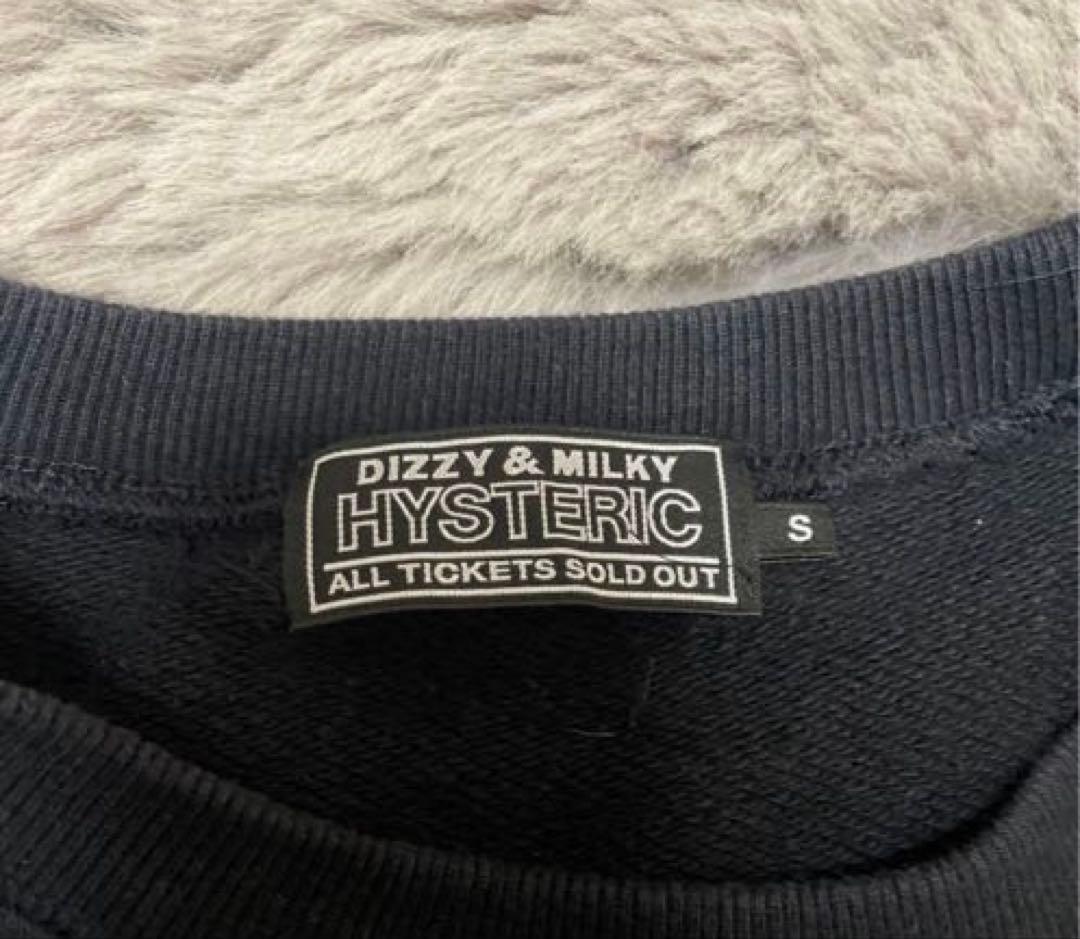 DIZZY & MILKY
HYSTERIC
ALL TICKETS SOLD OUT
S